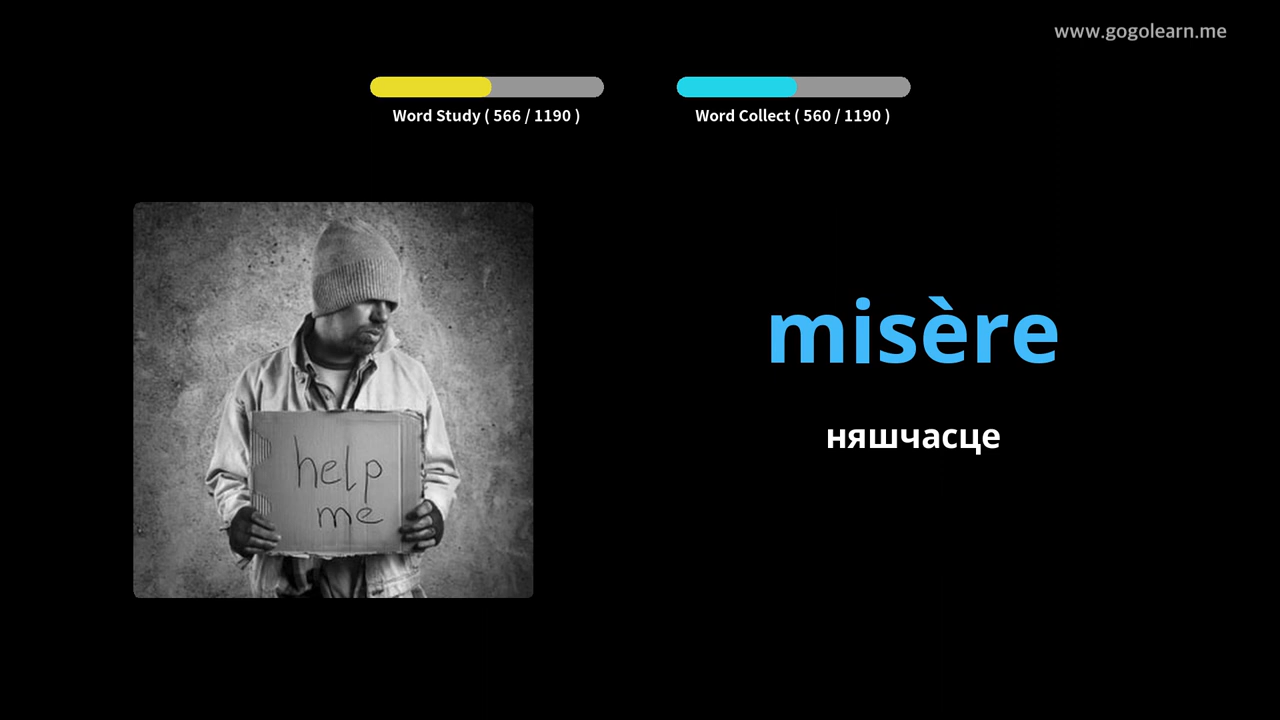 www.gogolearn.me
Word Study ( 566 / 1190 )
Word Collect ( 560 / 1190 )
help
me
misère
няшчасце